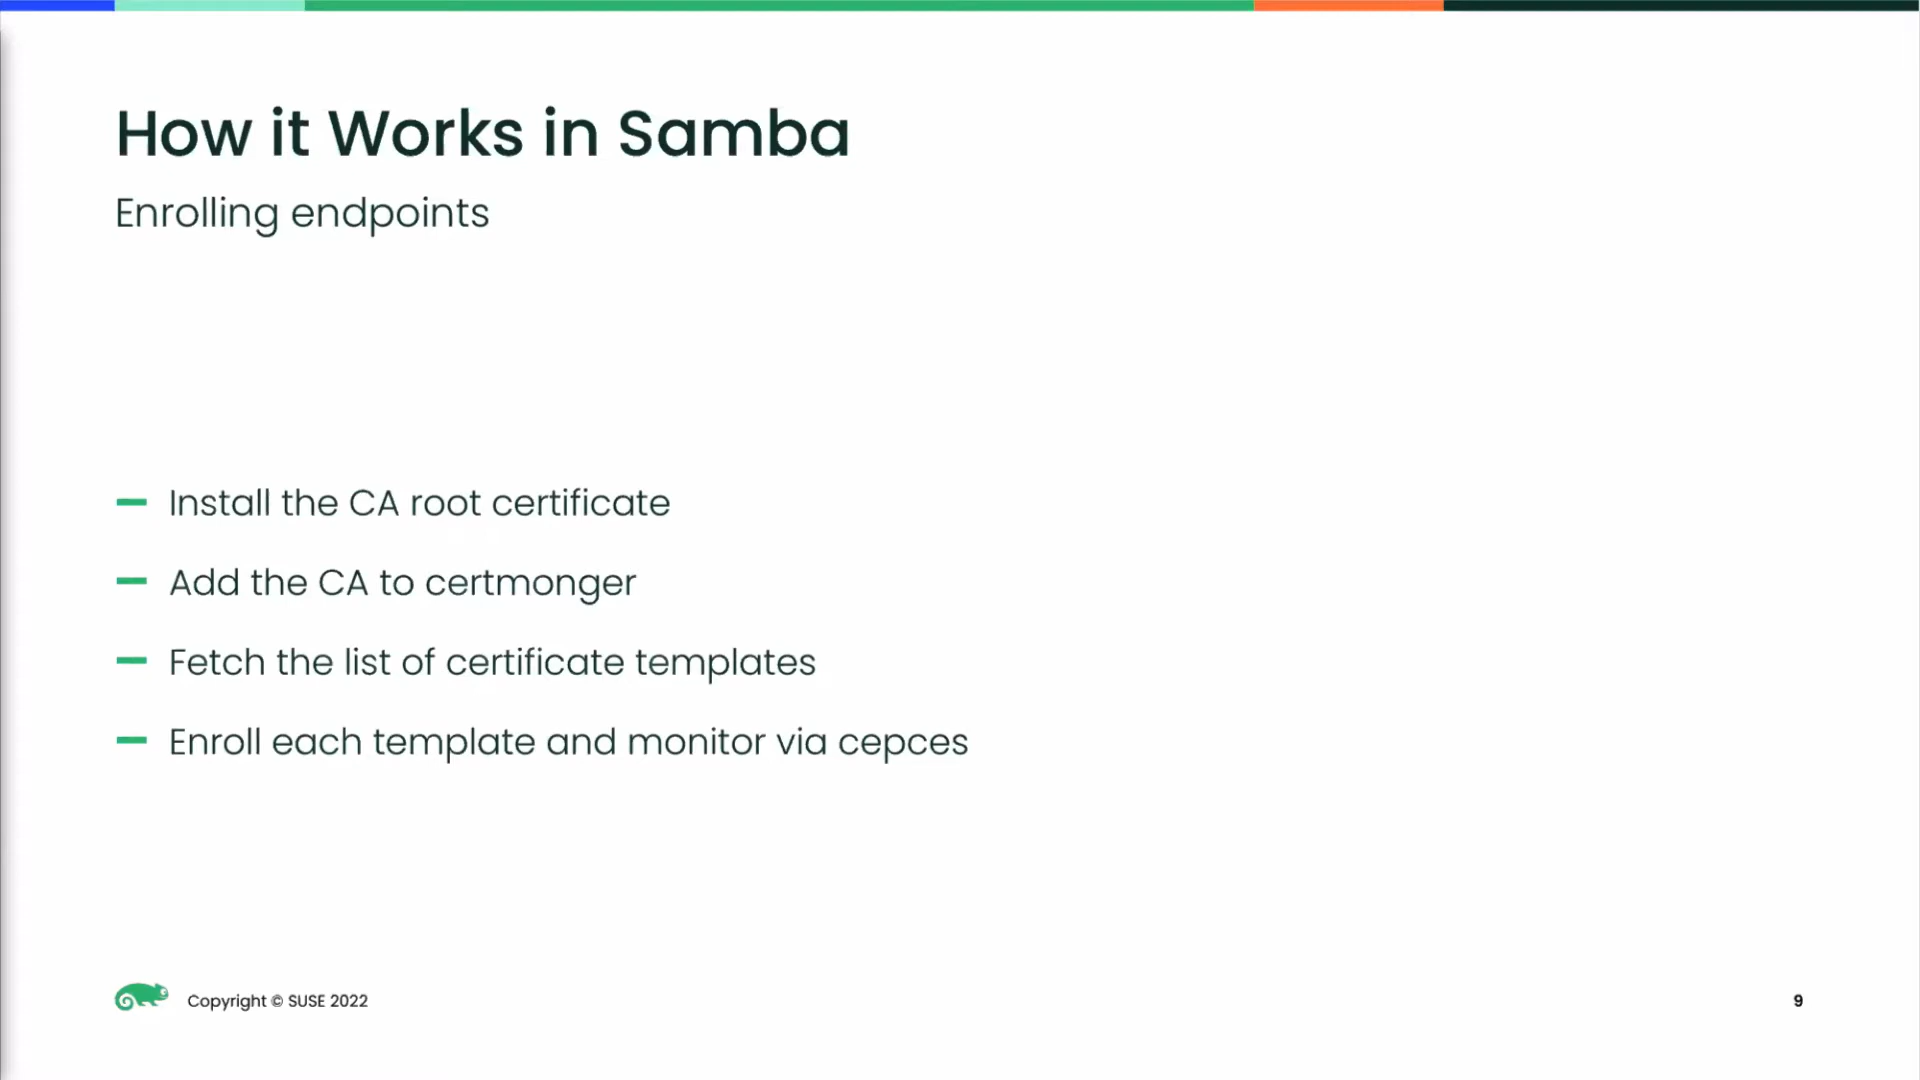 How it Works in Samba
Enrolling endpoints
Install the CA root certificate
Add the CA to certmonger
Fetch the list of certificate templates
Enroll each template and monitor via cepces
Copyright © SUSE 2022
9